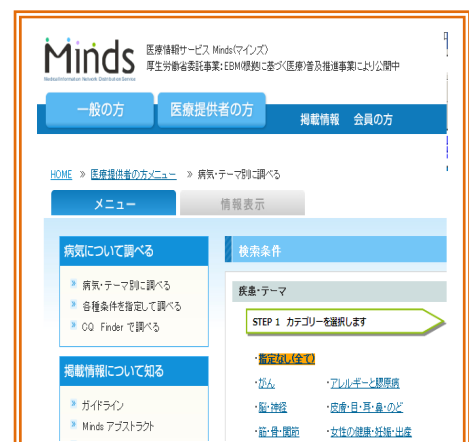 Minds
医療情報サービス Minds(マインズ)
厚生労働省委託事業:EBM(根拠に基づく医療)普及推進事業により公開中
Medical Information Network Distribution Service
一般の方
医療提供者の方
掲載情報 会員の方
HOME » 医療提供者の方メニュー » 病気・テーマ別に調べる
メニュー
情報表示
病気について調べる
» 病気・テーマ別に調べる
» 各種条件を指定して調べる
» CQ Finder で調べる
掲載情報について知る
» ガイドライン
» Minds アブストラクト
検索条件
疾患・テーマ
STEP 1 カテゴリーを選択します
・指定なし(全て)
・がん ・アレルギーと膠原病
・脳・神経 ・皮膚・目・耳・鼻・のど
・筋・骨・関節 ・女性の健康・妊娠・出産